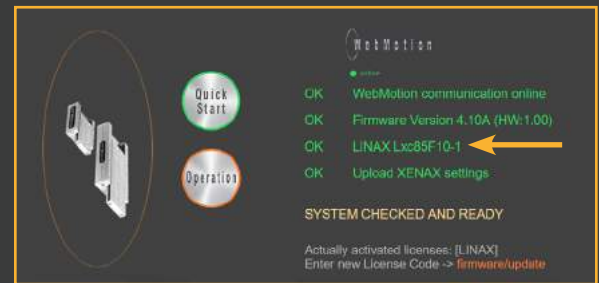 WebMotion
online
Quick
Start
OK WebMotion communication online
OK Firmware Version 4.10A (HW:1.00)
OK LINAX Lxc85F10-1
Operation
OK Upload XENAX settings
SYSTEM CHECKED AND READY
Actually activated licenses: [LINAX]
Enter new License Code -> firmware/update